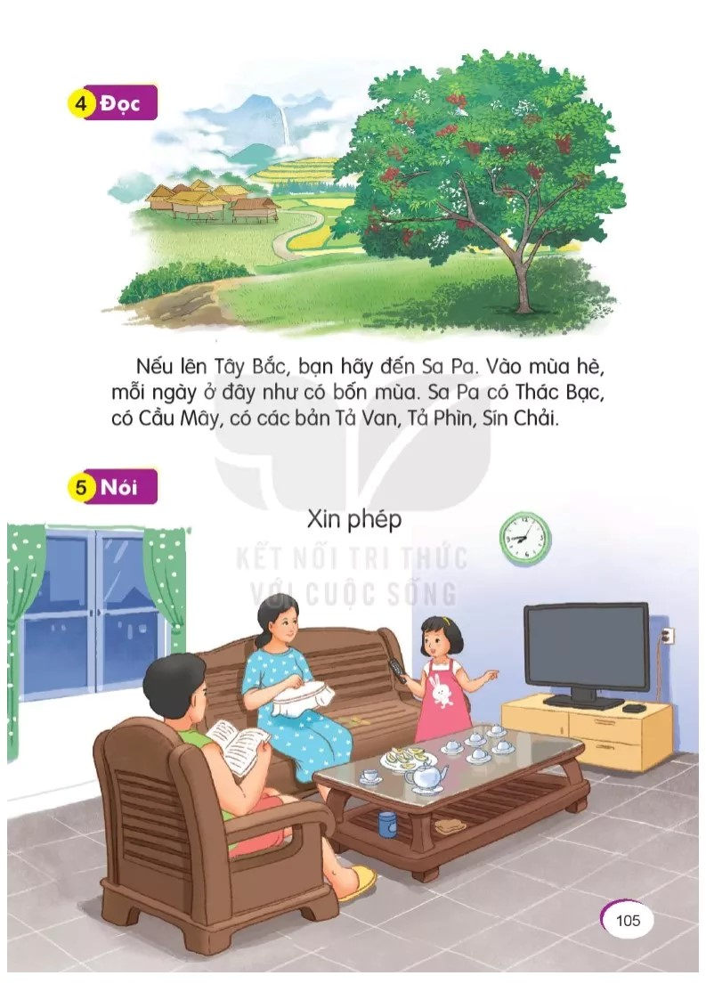 4 Đọc
Nếu lên Tây Bắc, bạn hãy đến Sa Pa. Vào mùa hè,
mỗi ngày ở đây như có bốn mùa. Sa Pa có Thác Bạc,
có Cầu Mây, có các bản Tả Van, Tả Phìn, Sín Chải.
5 Nói
Xin phép
KẾT NỐI TRI THỨC
VỚI CUỘC SỐNG
105